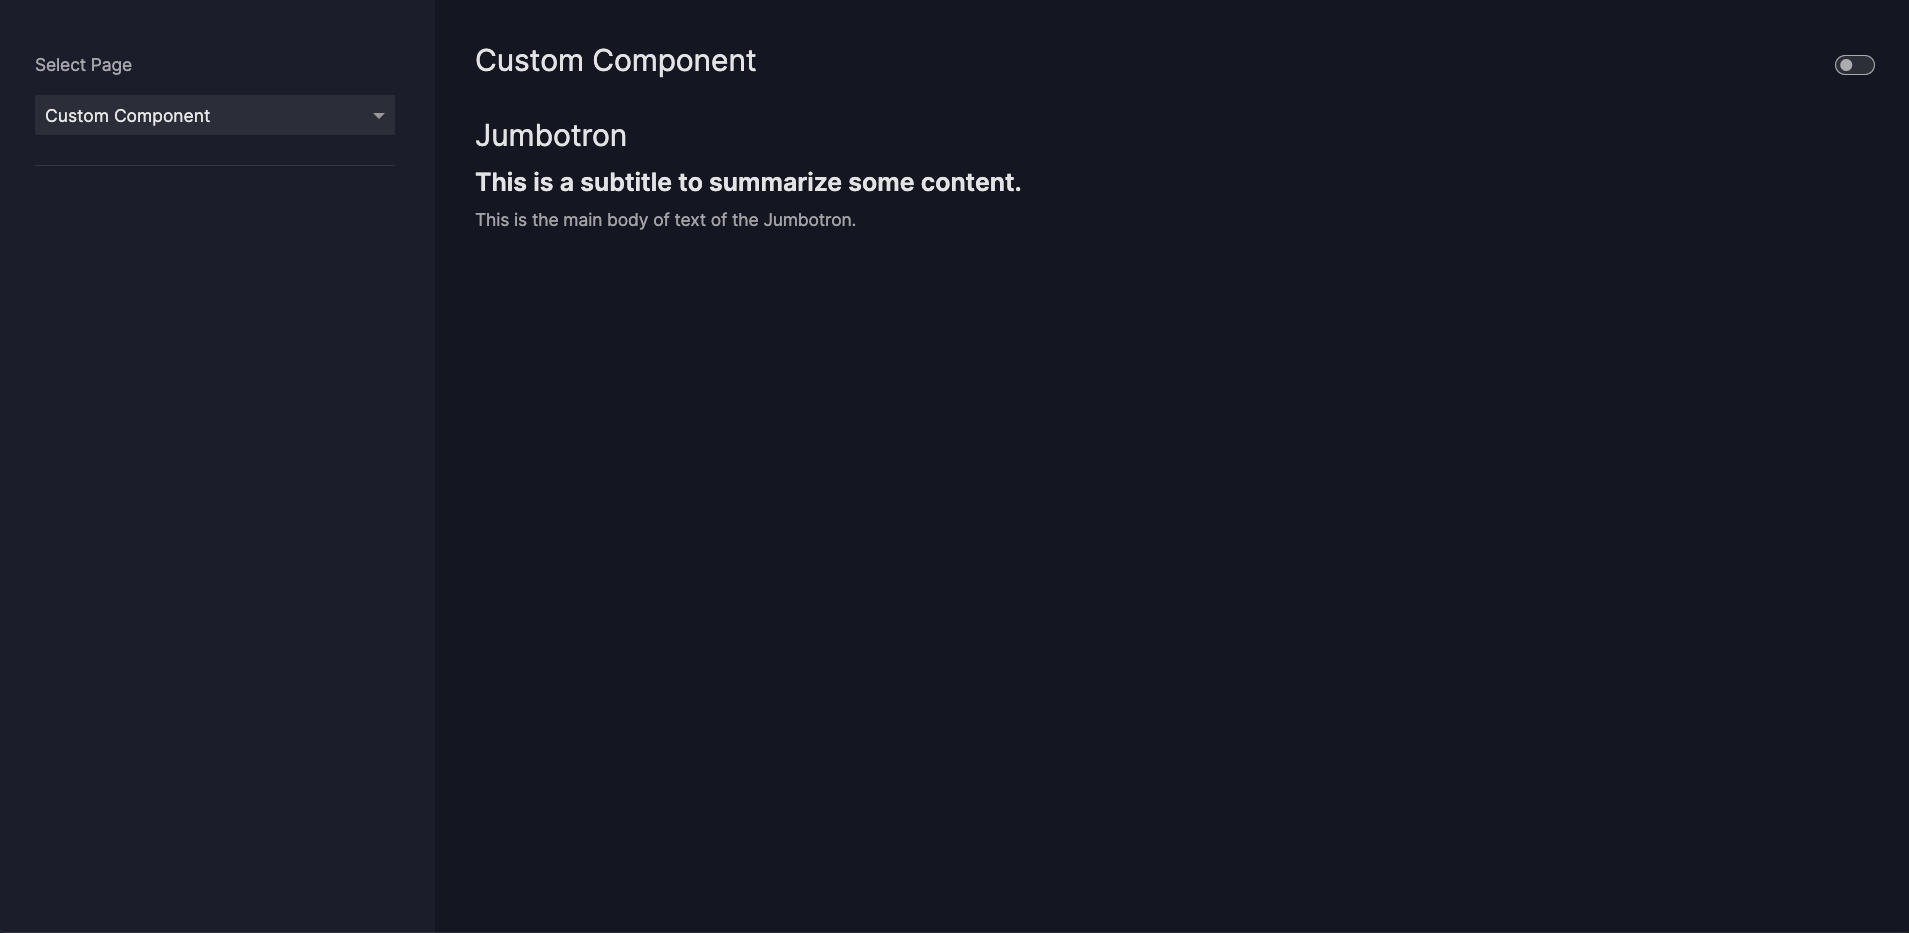 Select Page
Custom Component
Custom Component
Jumbotron
This is a subtitle to summarize some content.
This is the main body of text of the Jumbotron.